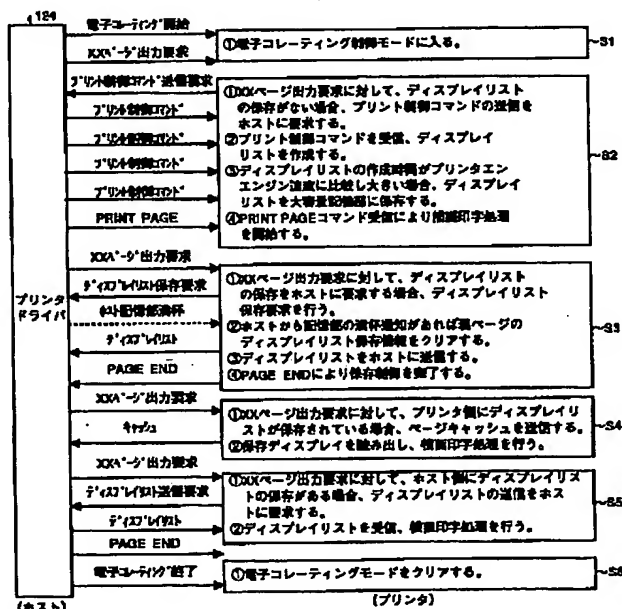 124
電子コレーティング開始
XXページ出力要求
①電子コレーティング制御モードに入る。
S1
プリント制御コマンド送信要求
プリント制御コマンド
プリント制御コマンド
プリント制御コマンド
プリント制御コマンド
PRINT PAGE
①XXページ出力要求に対して、ディスプレイリスト
の保存がない場合、プリント制御コマンドの送信を
ホストに要求する。
②プリント制御コマンドを受信、ディスプレイ
リストを作成する。
③ディスプレイリストの作成時間がプリンタエン
エンジン速度に比較し大きい場合、ディスプレイ
リストを大容量記憶部に保存する。
④PRINT PAGEコマンド受信により描画印字処理
を開始する。
S2
XXページ出力要求
ディスプレイリスト保存要求
ホスト記憶部満杯
ディスプレイリスト
PAGE END
①XXページ出力要求に対して、ディスプレイリスト
の保存をホストに要求する場合、ディスプレイリスト
保存要求を行う。
②ホストから記憶部の満杯通知があれば現ページの
ディスプレイリスト保存情報をクリアする。
③ディスプレイリストをホストに送信する。
④PAGE ENDにより保存制御を完了する。
S3
プリンタ
ドライバ
XXページ出力要求
キャッシュ
①XXページ出力要求に対して、プリンタ側にディスプレイリ
ストが保存されている場合、ページキャッシュを送信する。
②保存ディスプレイを読み出し、描画印字処理を行う。
S4
XXページ出力要求
ディスプレイリスト送信要求
ディスプレイリスト
PAGE END
①XXページ出力要求に対して、ホスト側にディスプレイリス
トの保存がある場合、ディスプレイリストの送信をホス
トに要求する。
②ディスプレイリストを受信、描画印字処理を行う。
S5
電子コレーティング終了
①電子コレーティングモードをクリアする。
S6
(ホスト)
(プリンタ)